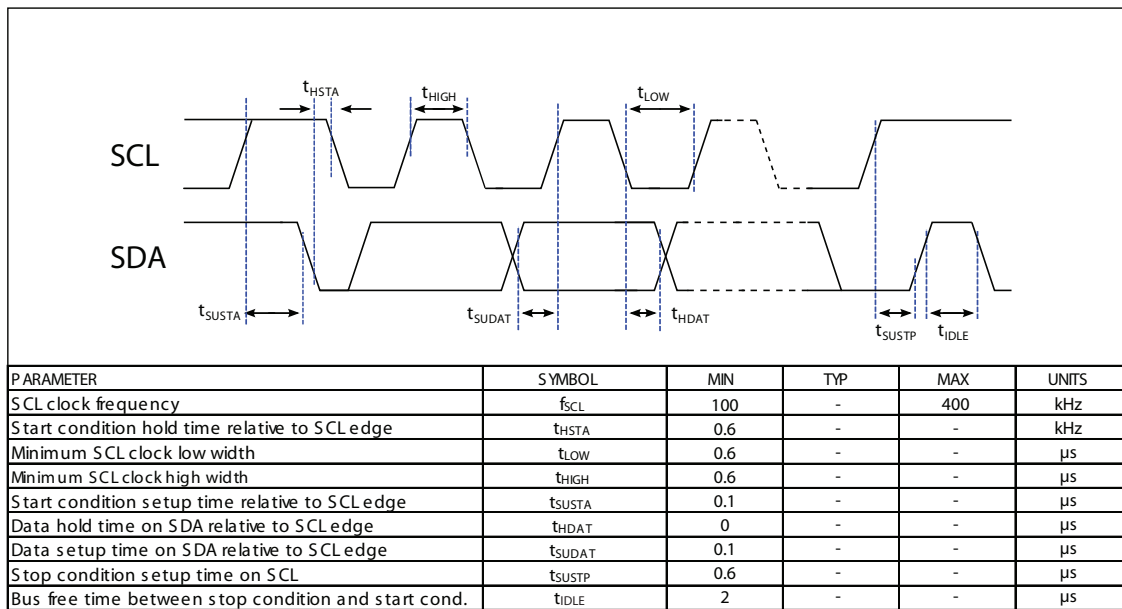 tHSTA
tHIGH
tLOW
SCL
SDA
tSUSTA
tSUDAT
tHDAT
tSUSTP
tIDLE
PARAMETER SYMBOL MIN TYP MAX UNITS
SCL clock frequency fSCL 100 - 400 kHz
Start condition hold time relative to SCL edge tHSTA 0.6 - - kHz
Minimum SCL clock low width tLOW 0.6 - - µs
Minimum SCL clock high width tHIGH 0.6 - - µs
Start condition setup time relative to SCL edge tSUSTA 0.1 - - µs
Data hold time on SDA relative to SCL edge tHDAT 0 - - µs
Data setup time on SDA relative to SCL edge tSUDAT 0.1 - - µs
Stop condition setup time on SCL tSUSTP 0.6 - - µs
Bus free time between stop condition and start cond. tIDLE 2 - - µs